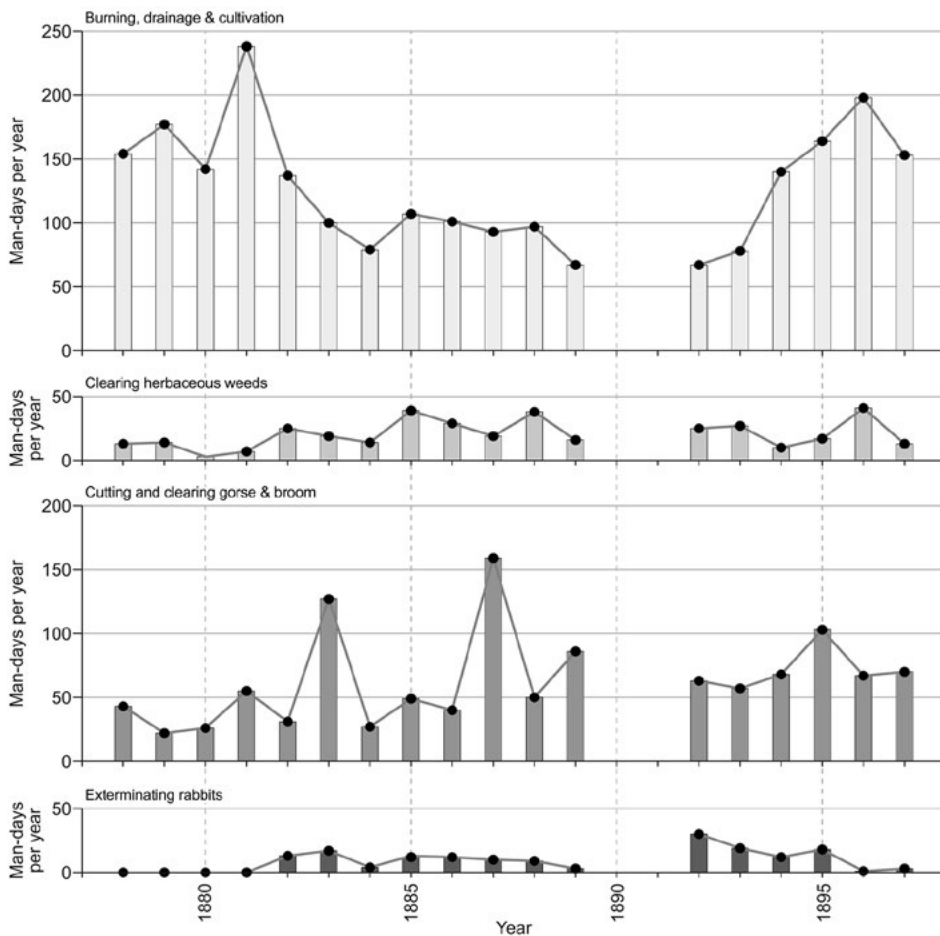 Burning, drainage & cultivation
250
200
150
100
50
0
Man-days per year
Clearing herbaceous weeds
50
0
Man-days
per year
Cutting and clearing gorse & broom
200
150
100
50
0
Man-days per year
Exterminating rabbits
50
0
Man-days
per year
1880
1885
1890
1895
Year